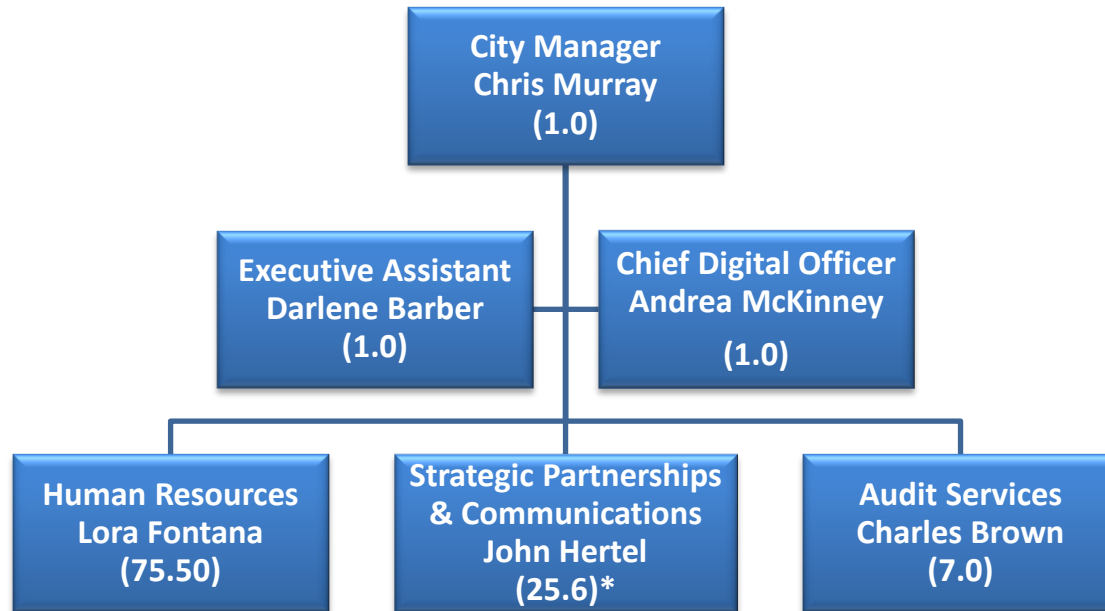 City Manager
Chris Murray
(1.0)
Executive Assistant
Darlene Barber
(1.0)
Chief Digital Officer
Andrea McKinney
(1.0)
Human Resources
Lora Fontana
(75.50)
Strategic Partnerships
& Communications
John Hertel
(25.6)*
Audit Services
Charles Brown
(7.0)